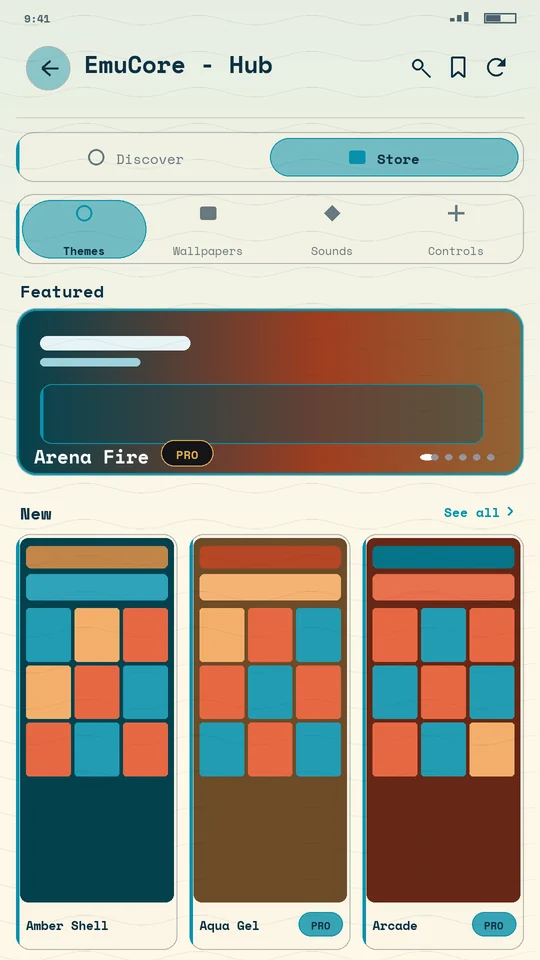 9:41
EmuCore - Hub
Discover
Store
Themes
Wallpapers
Sounds
Controls
Featured
Arena Fire
PRO
New
See all
Amber Shell
Aqua Gel
PRO
Arcade
PRO